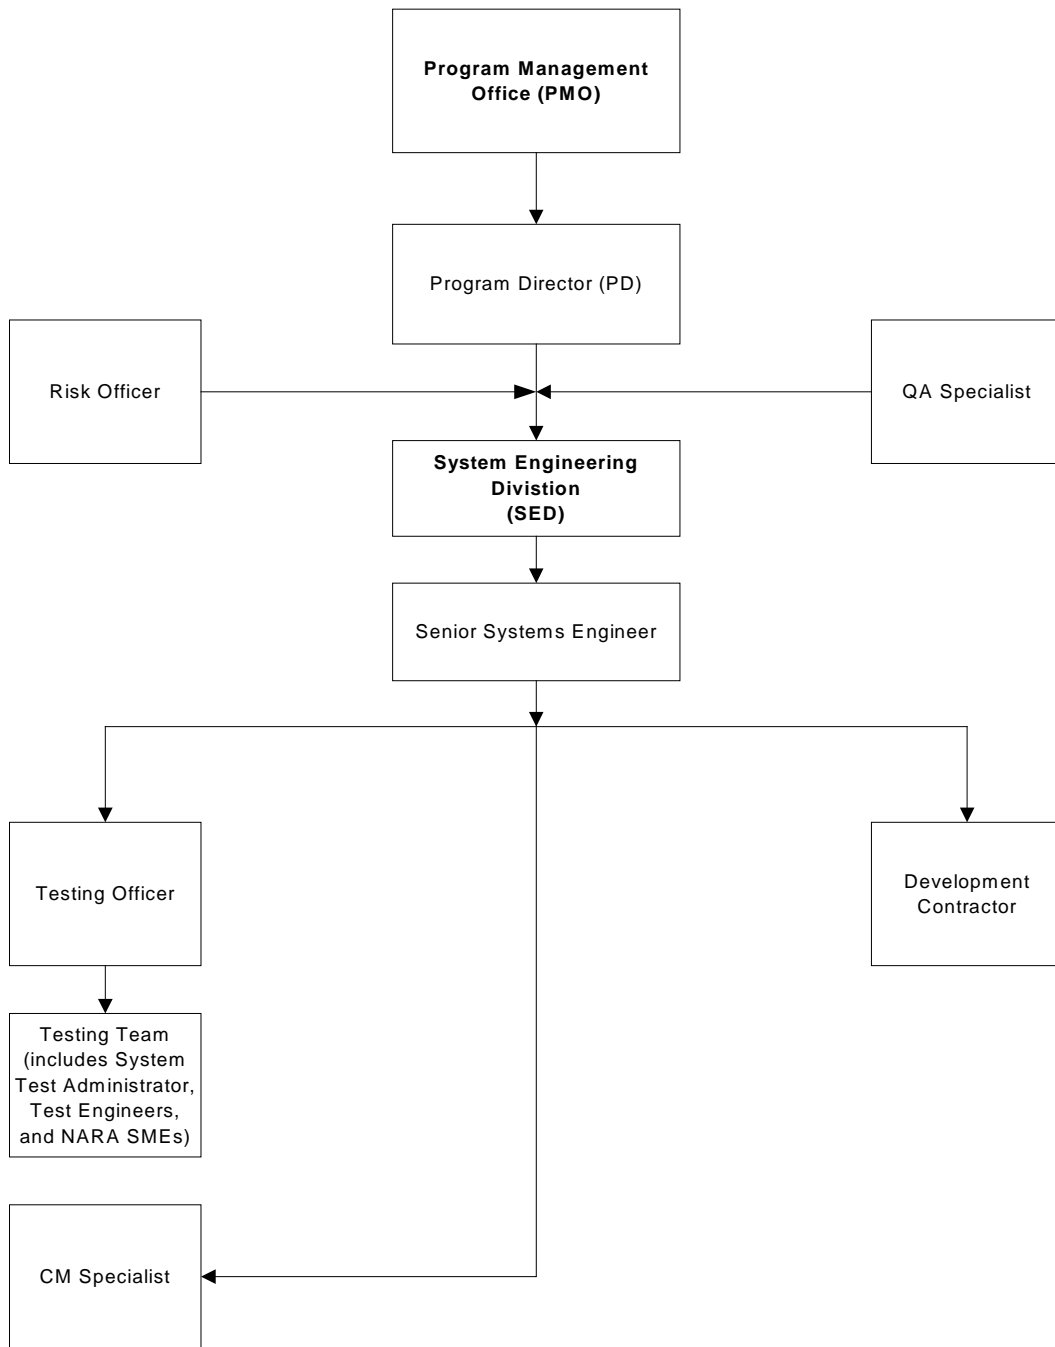 Program Management
Office (PMO)
Program Director (PD)
Risk Officer
QA Specialist
System Engineering
Divistion
(SED)
Senior Systems Engineer
Testing Officer
Development
Contractor
Testing Team
(includes System
Test Administrator,
Test Engineers,
and NARA SMEs)
CM Specialist